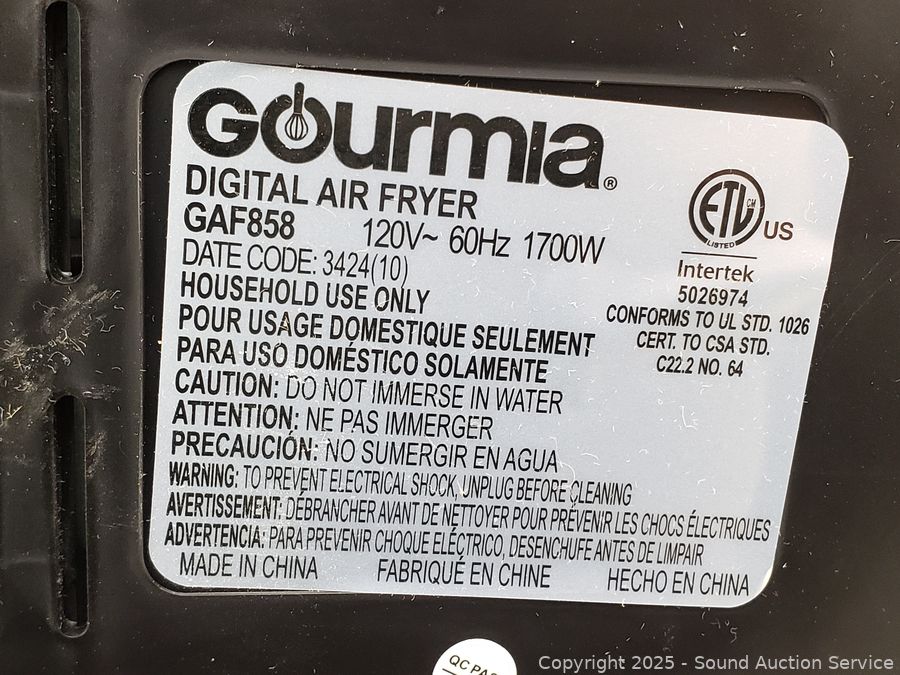 Gourmia®
DIGITAL AIR FRYER
GAF858 120V~ 60Hz 1700W
DATE CODE: 3424(10)
HOUSEHOLD USE ONLY
POUR USAGE DOMESTIQUE SEULEMENT
PARA USO DOMÉSTICO SOLAMENTE
CAUTION: DO NOT IMMERSE IN WATER
ATTENTION: NE PAS IMMERGER
PRECAUCIÓN: NO SUMERGIR EN AGUA
WARNING: TO PREVENT ELECTRICAL SHOCK, UNPLUG BEFORE CLEANING
AVERTISSEMENT: DÉBRANCHER AVANT DE NETTOYER POUR PRÉVENIR LES CHOCS ÉLECTRIQUES
ADVERTENCIA: PARA PREVENIR CHOQUE ELÉCTRICO, DESENCHUFE ANTES DE LIMPAIR
MADE IN CHINA FABRIQUÉ EN CHINE HECHO EN CHINA
ETL CM
LISTED
US
Intertek
5026974
CONFORMS TO UL STD. 1026
CERT. TO CSA STD.
C22.2 NO. 64
QC
Copyright 2025 - Sound Auction Service